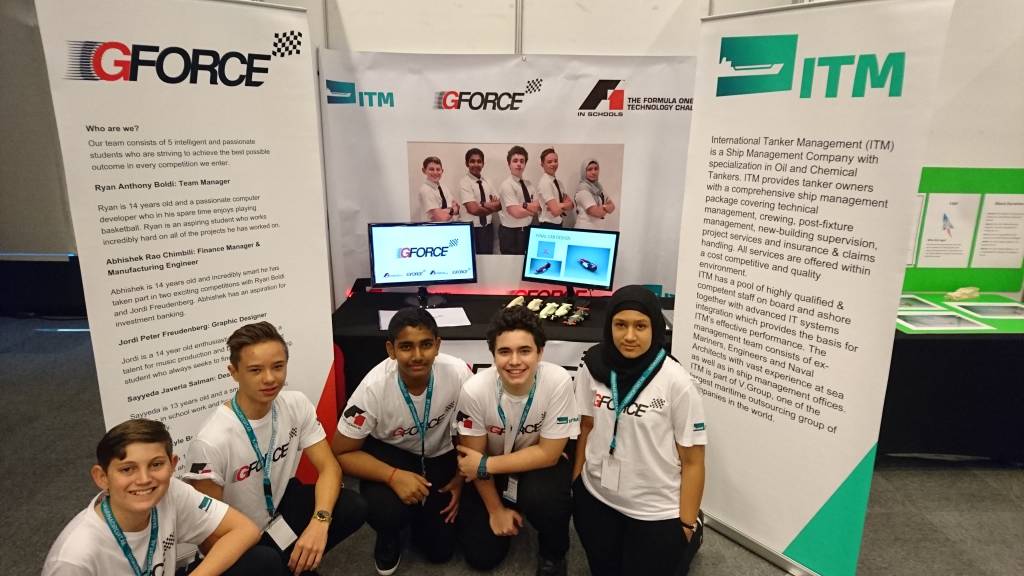 GFORCE
Who are we?
Our team consists of 5 intelligent and passionate
students who are striving to achieve the best possible
outcome in every competition we enter.
Ryan Anthony Boldi: Team Manager
Ryan is 14 years old and a passionate computer
developer who in his spare time enjoys playing
basketball. Ryan is an aspiring student who works
incredibly hard on all of the projects he has worked on.
Abhishek Rao Chimbili: Finance Manager &
Manufacturing Engineer
Abhishek is 14 years old and incredibly smart he has
taken part in two exciting competitions with Ryan Boldi
and Jordi Freudenberg. Abhishek has an aspiration for
investment banking.
Jordi Peter Freudenberg: Graphic Designer
Jordi is a 14 year old enthusiast
talent for music production and
student who always seeks to
Sayyeda Javeria Salman:
Sayyeda is 13 years old and a
in school work and
ITM
GFORCE
F1
IN SCHOOLS
THE FORMULA ONE
TECHNOLOGY
GFORCE
FINAL CAR DESIGN
GFORCE
GFORCE
GFORCE
GFORCE
GFORCE
ITM
International Tanker Management (ITM)
is a Ship Management Company with
specialization in Oil and Chemical
Tankers. ITM provides tanker owners
with a comprehensive ship management
package covering technical
management, crewing, post-fixture
management, new-building supervision,
project services and insurance & claims
handling. All services are offered within
a cost competitive and quality
environment.
ITM has a pool of highly qualified &
competent staff on board and ashore
together with advanced IT systems
integration which provides the basis for
ITM's effective performance. The
management team consists of ex-
Mariners, Engineers and Naval
Architects with vast experience at sea
as well as in ship management offices.
ITM is part of V.Group, one of the
largest maritime outsourcing group of
companies in the world.